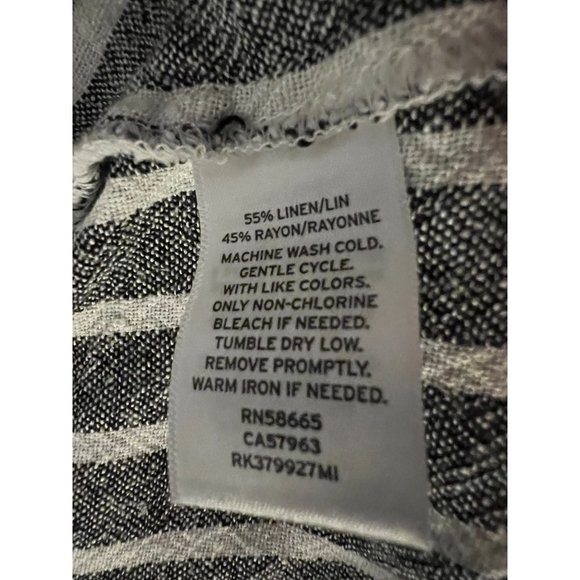 55% LINEN/LIN
45% RAYON/RAYONNE
MACHINE WASH COLD.
GENTLE CYCLE.
WITH LIKE COLORS.
ONLY NON-CHLORINE
BLEACH IF NEEDED.
TUMBLE DRY LOW.
REMOVE PROMPTLY.
WARM IRON IF NEEDED.
RN58665
CA57963
RK379927MI